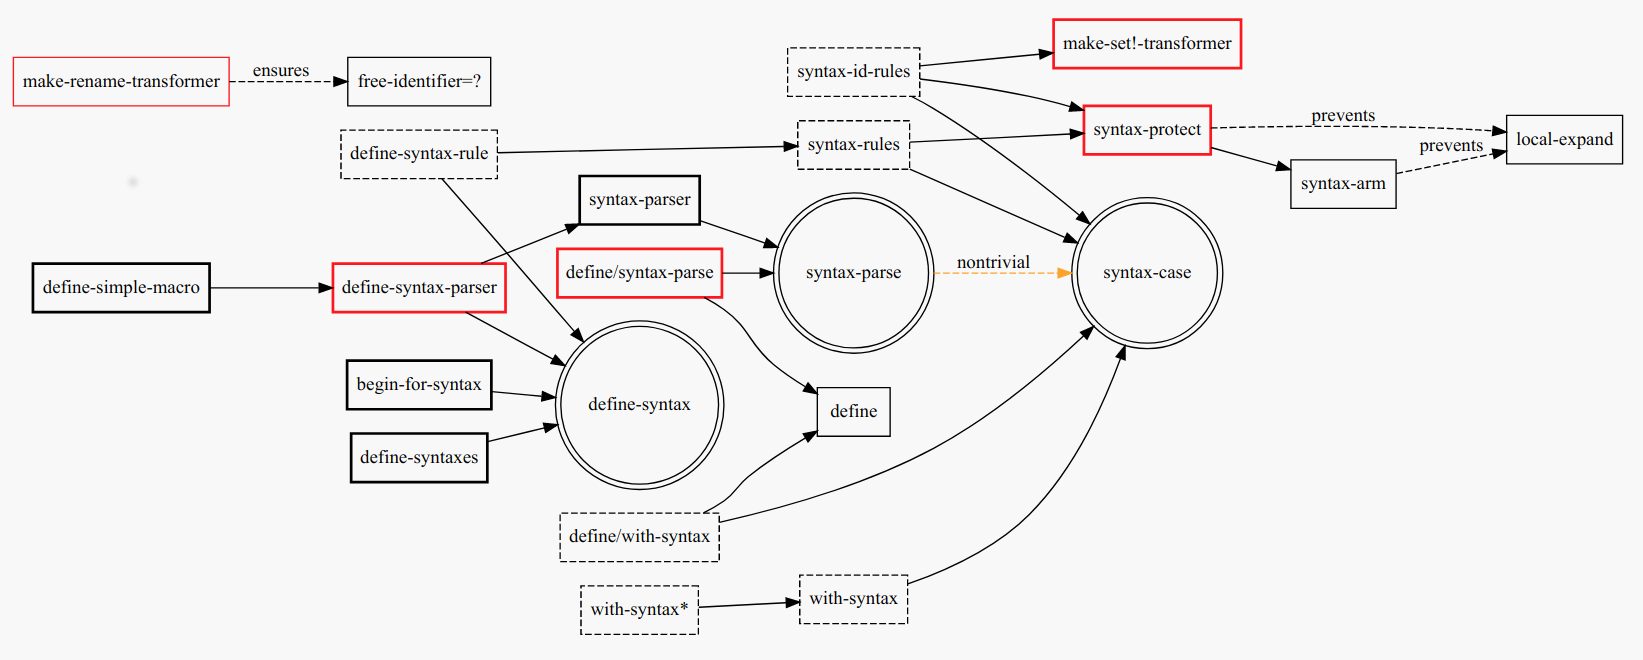 make-set!-transformer
syntax-id-rules
make-rename-transformer
ensures
free-identifier=?
prevents
syntax-protect
local-expand
define-syntax-rule
syntax-rules
prevents
syntax-arm
syntax-parser
define/syntax-parse
syntax-parse
nontrivial
syntax-case
define-simple-macro
define-syntax-parser
begin-for-syntax
define-syntax
define
define-syntaxes
define/with-syntax
with-syntax*
with-syntax